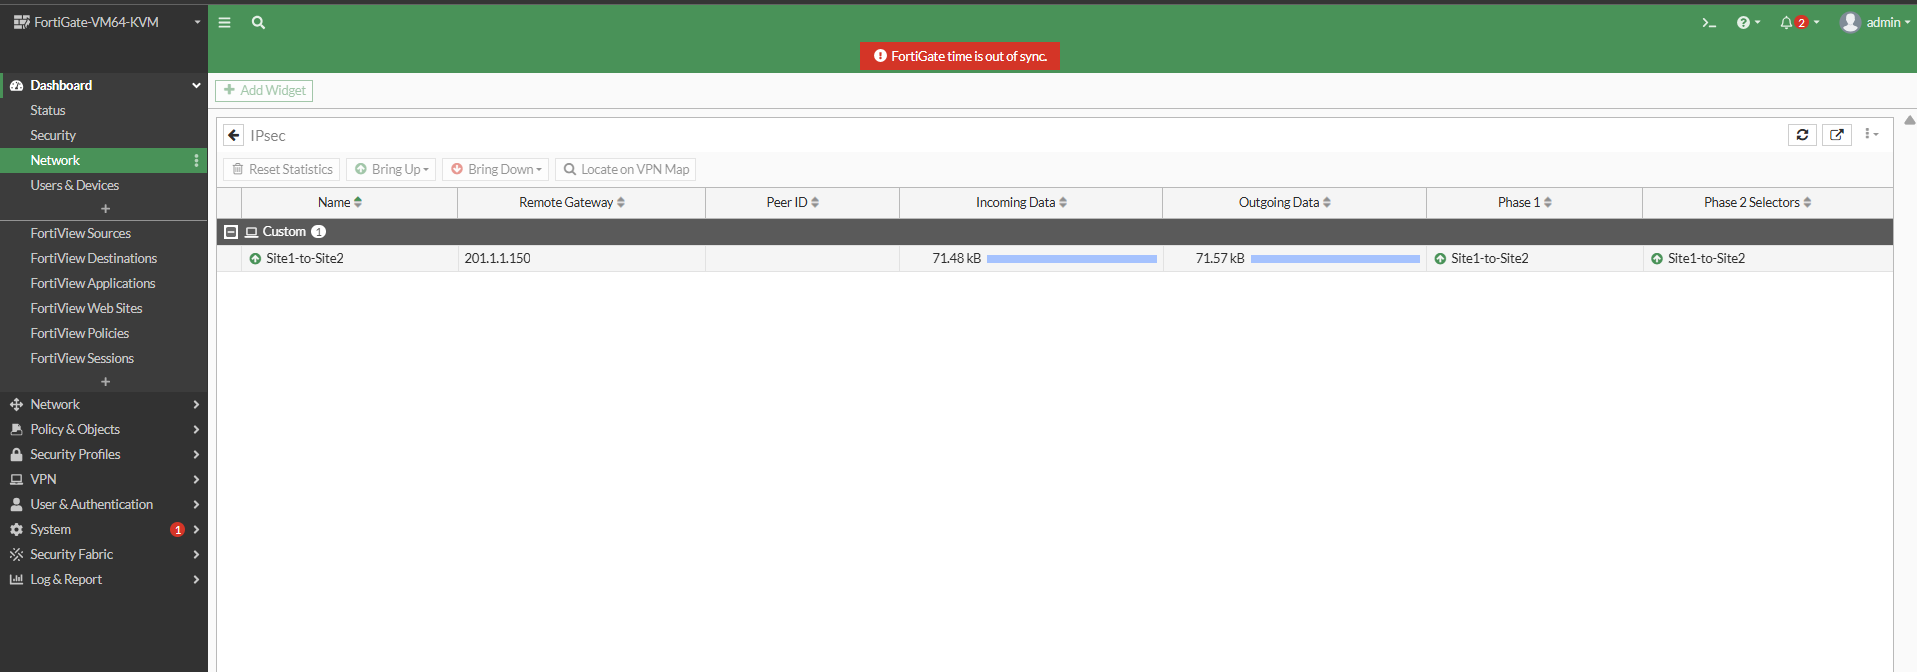 FortiGate-VM64-KVM
>_
2
admin
FortiGate time is out of sync.
Dashboard
Status
Security
Network
Users & Devices
+
FortiView Sources
FortiView Destinations
FortiView Applications
FortiView Web Sites
FortiView Policies
FortiView Sessions
+
Network
Policy & Objects
Security Profiles
VPN
User & Authentication
System 1
Security Fabric
Log & Report
+ Add Widget
IPsec
Reset Statistics Bring Up Bring Down Locate on VPN Map
Name Remote Gateway Peer ID Incoming Data Outgoing Data Phase 1 Phase 2 Selectors
Custom 1
Site1-to-Site2 201.1.1.150 71.48 kB 71.57 kB Site1-to-Site2 Site1-to-Site2